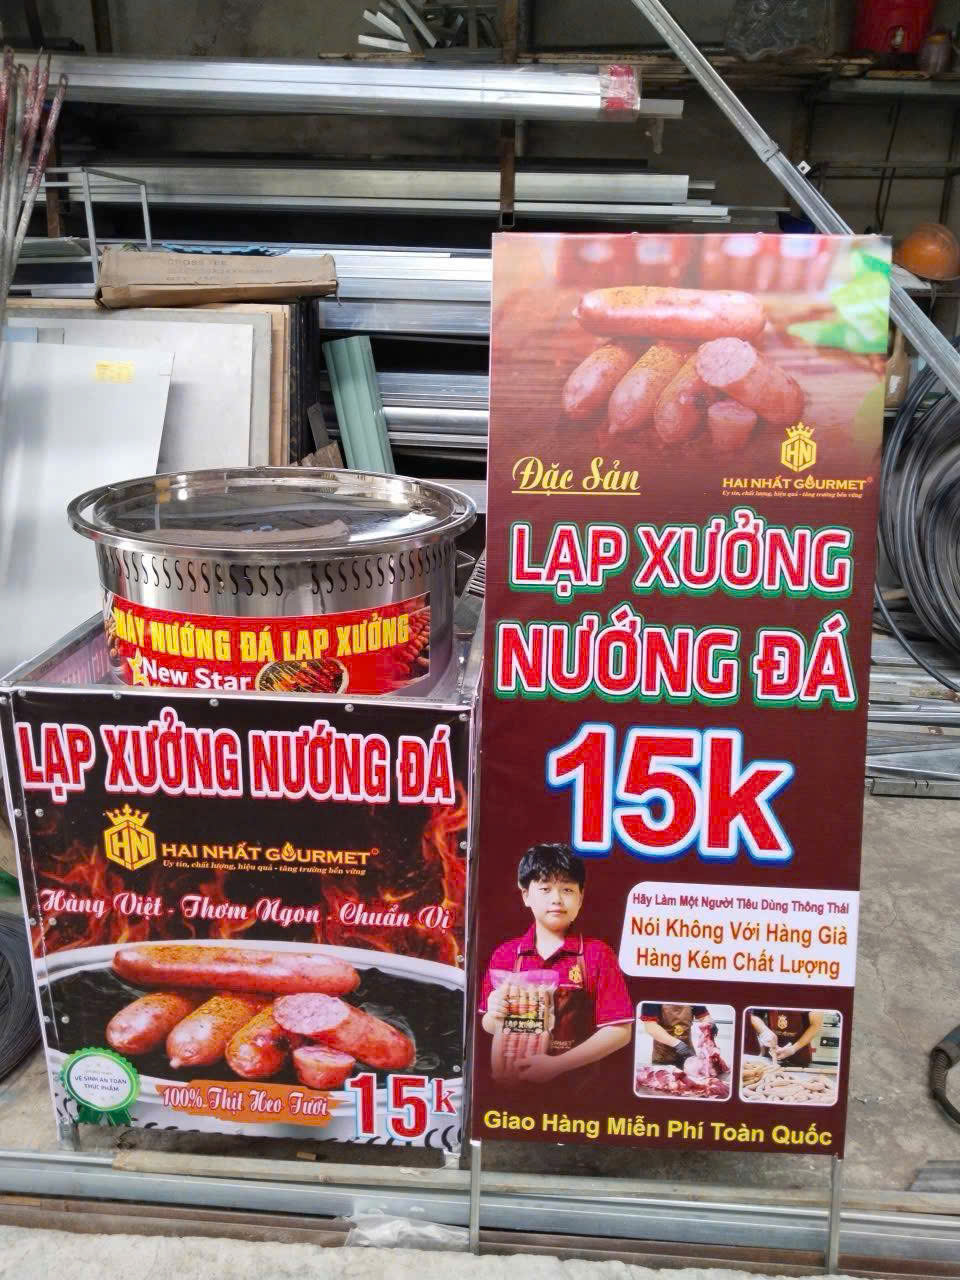 MÁY NƯỚNG ĐÁ LẠP XƯỞNG
New Star
LẠP XƯỞNG NƯỚNG ĐÁ
HN
HAI NHẤT GOURMET
Uy tín, chất lượng, hiệu quả - tăng trưởng bền vững
Hàng Việt - Thơm Ngon - Chuẩn Vị
VỆ SINH AN TOÀN
THỰC PHẨM
100% Thịt Heo Tươi
15k
HN
Đặc Sản
HAI NHẤT GOURMET
Uy tín, chất lượng, hiệu quả - tăng trưởng bền vững
LẠP XƯỞNG
NƯỚNG ĐÁ
15k
Hãy Làm Một Người Tiêu Dùng Thông Thái
Nói Không Với Hàng Giả
Hàng Kém Chất Lượng
LẠP XƯỞNG
Giao Hàng Miễn Phí Toàn Quốc